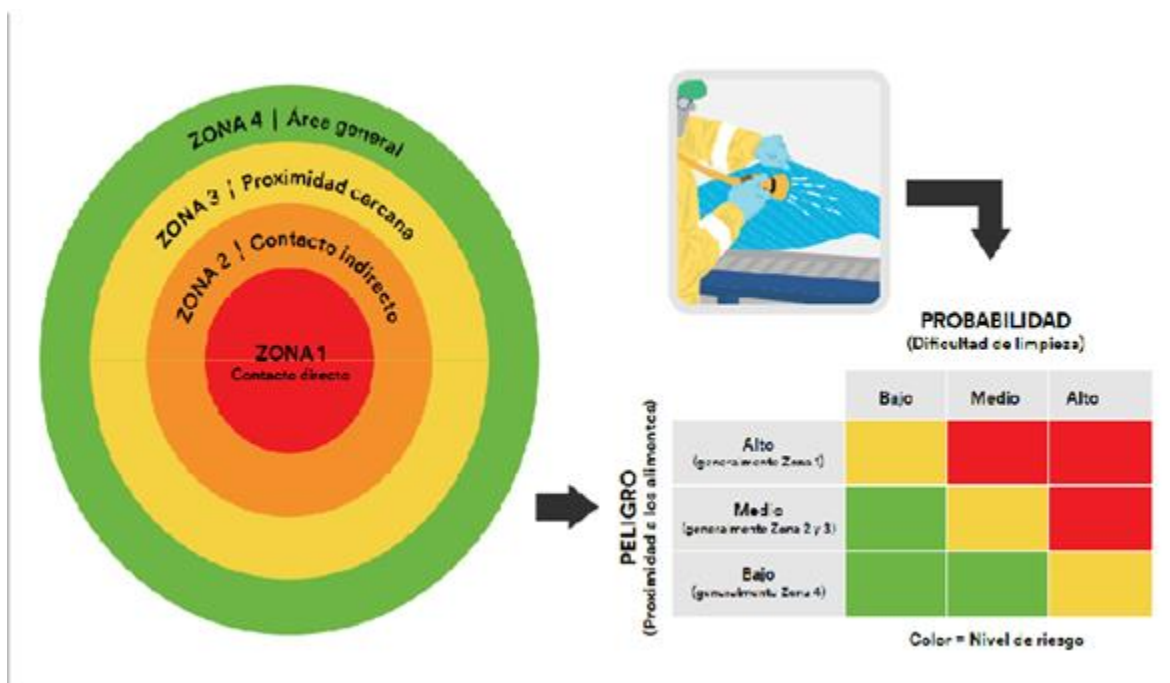 ZONA 4 | Área general
ZONA 3 | Proximidad cercana
ZONA 2 | Contacto indirecto
ZONA 1
Contacto directo
PROBABILIDAD
(Dificultad de limpieza)
Bajo Medio Alto
PELIGRO
(Proximidad a los alimentos)
Alto
(generalmente Zona 1)
Medio
(generalmente Zona 2 y 3)
Bajo
(generalmente Zona 4)
Color = Nivel de riesgo